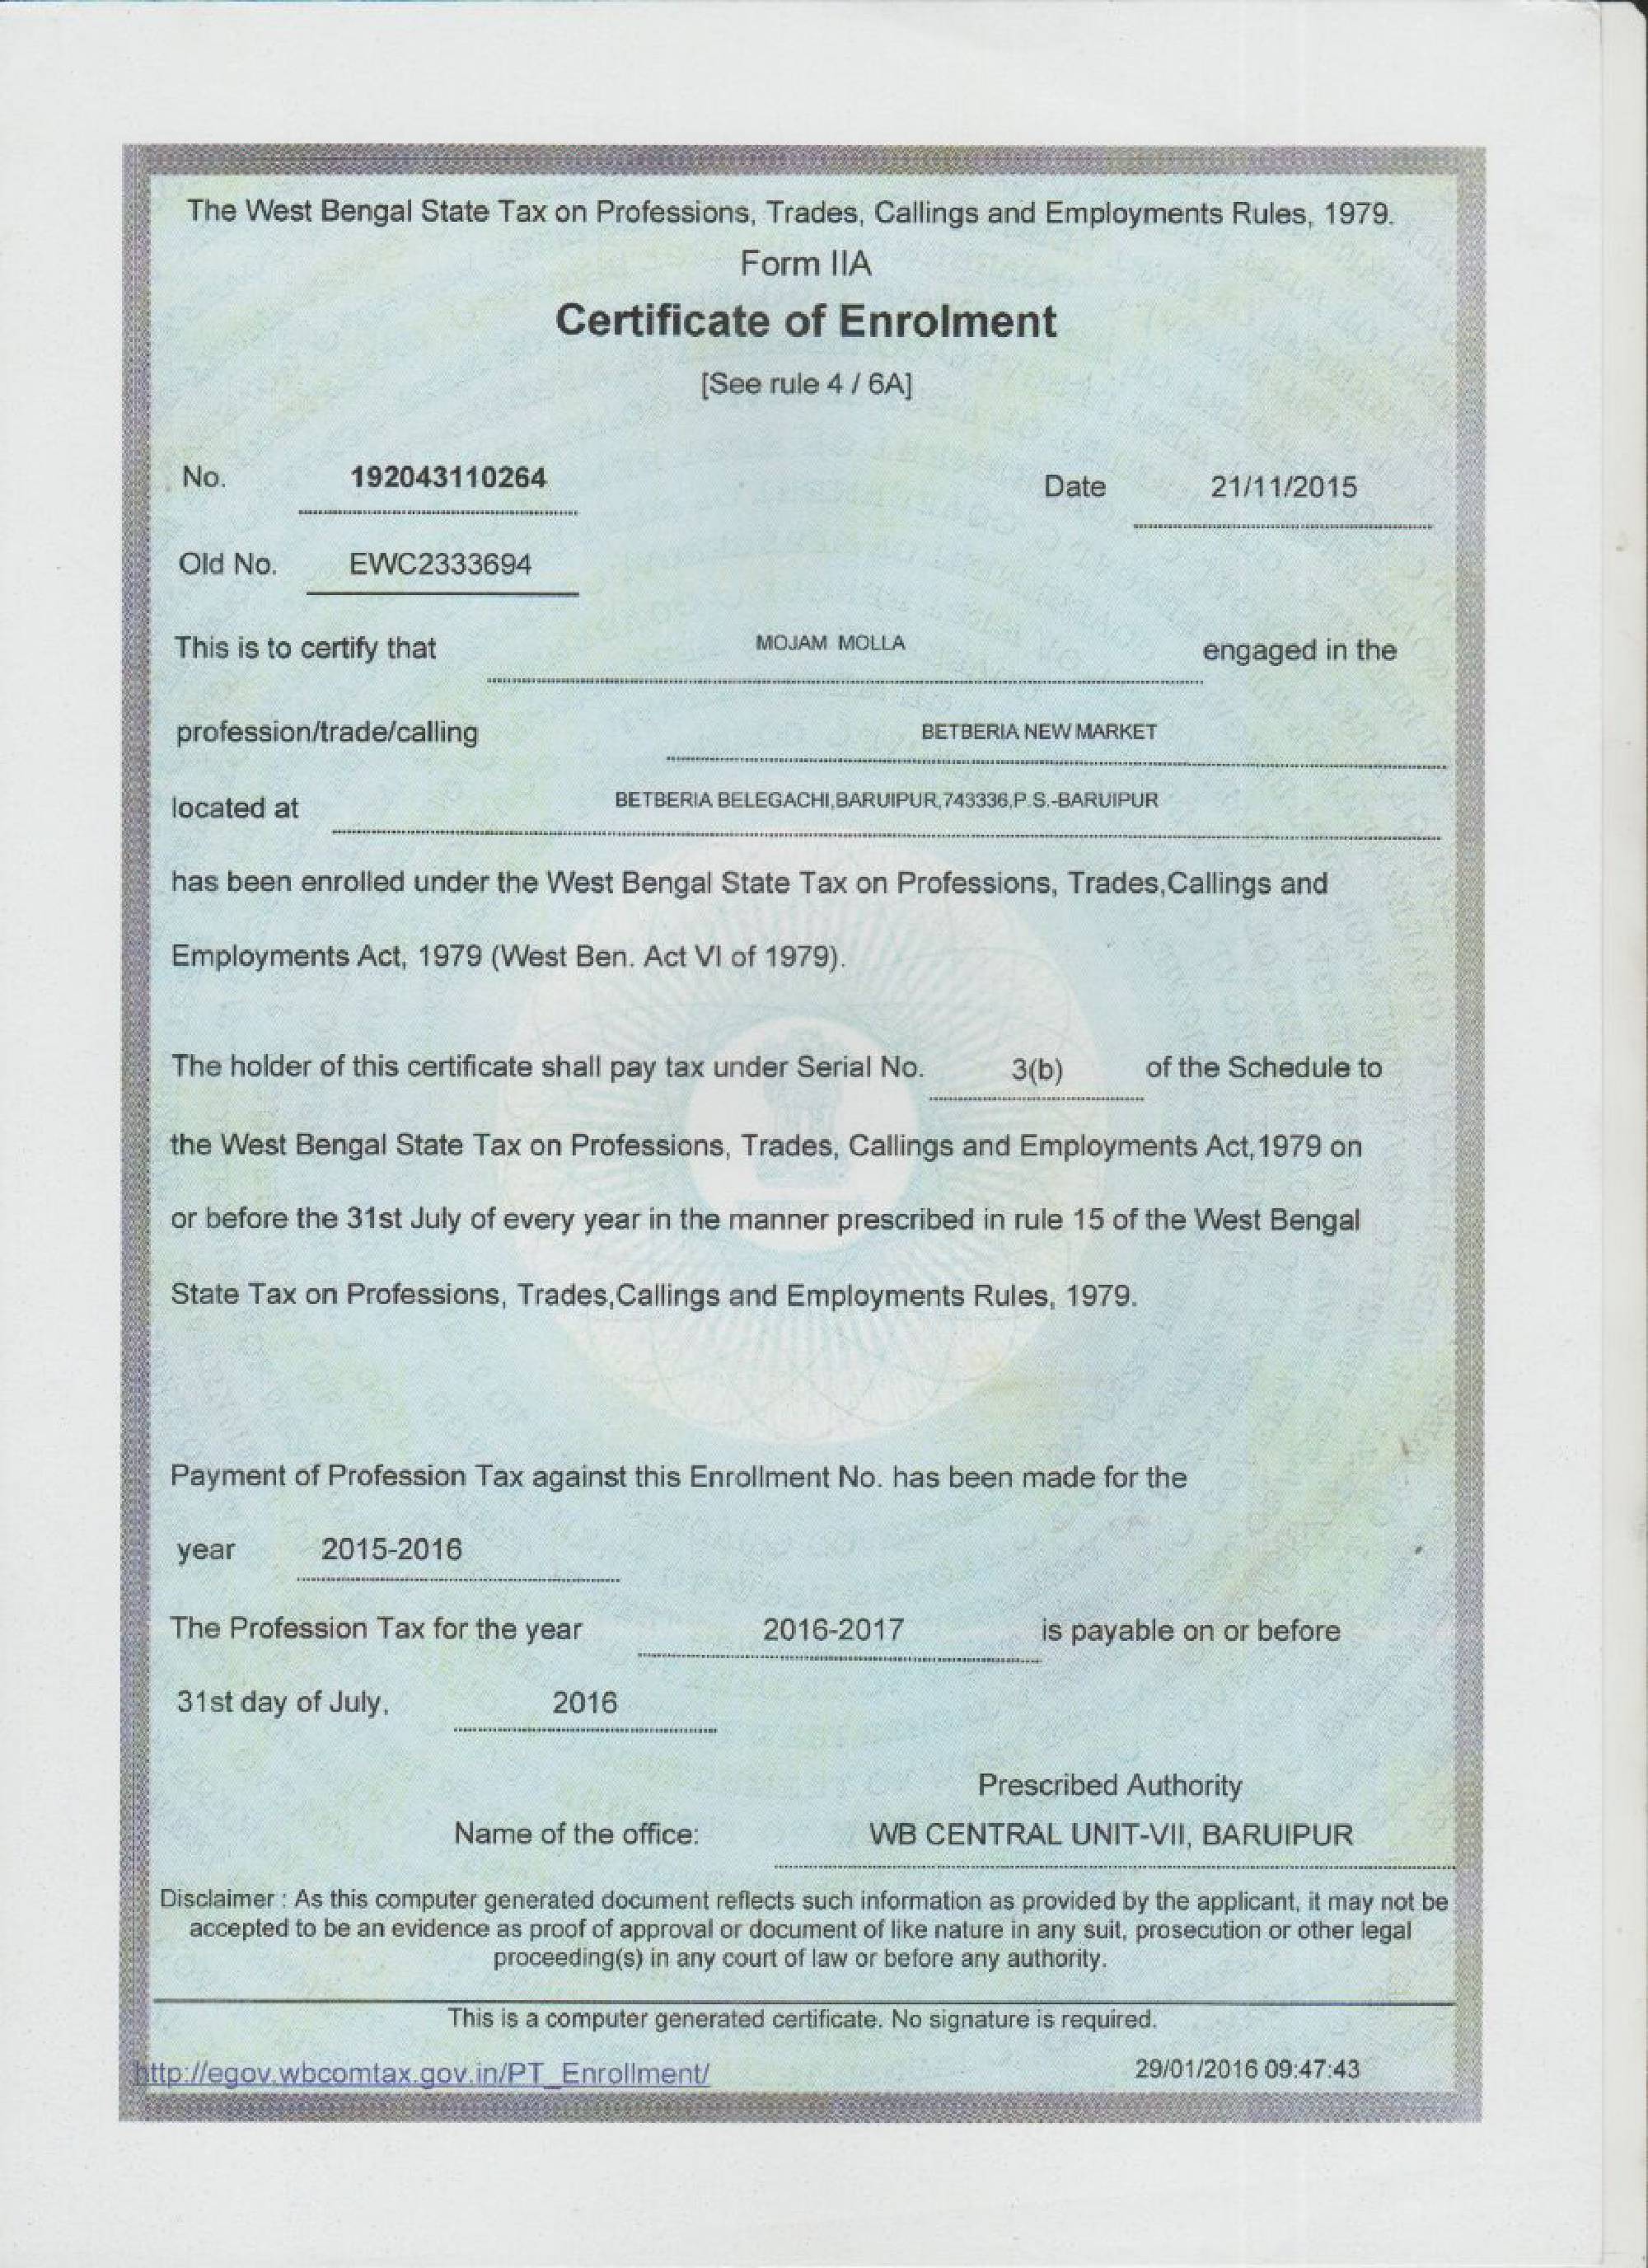 The West Bengal State Tax on Professions, Trades, Callings and Employments Rules, 1979.
Form IIA
Certificate of Enrolment
[See rule 4 / 6A]
No. 192043110264 Date 21/11/2015
Old No. EWC2333694
This is to certify that MOJAM MOLLA engaged in the
profession/trade/calling BETBERIA NEW MARKET
located at BETBERIA BELEGACHI,BARUIPUR,743336,P.S.-BARUIPUR
has been enrolled under the West Bengal State Tax on Professions, Trades,Callings and
Employments Act, 1979 (West Ben. Act VI of 1979).
The holder of this certificate shall pay tax under Serial No. 3(b) of the Schedule to
the West Bengal State Tax on Professions, Trades, Callings and Employments Act,1979 on
or before the 31st July of every year in the manner prescribed in rule 15 of the West Bengal
State Tax on Professions, Trades,Callings and Employments Rules, 1979.
Payment of Profession Tax against this Enrollment No. has been made for the
year 2015-2016
The Profession Tax for the year 2016-2017 is payable on or before
31st day of July, 2016
Prescribed Authority
Name of the office: WB CENTRAL UNIT-VII, BARUIPUR
Disclaimer : As this computer generated document reflects such information as provided by the applicant, it may not be
accepted to be an evidence as proof of approval or document of like nature in any suit, prosecution or other legal
proceeding(s) in any court of law or before any authority.
This is a computer generated certificate. No signature is required.
http://egov.wbcomtax.gov.in/PT_Enrollment/ 29/01/2016 09:47:43